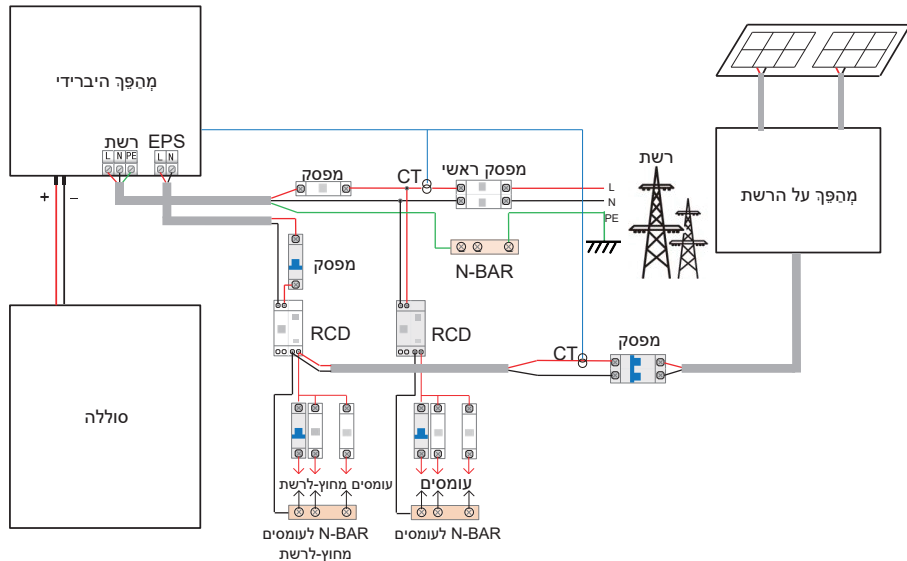 מְהַפֵּךְ היברידי
רשת
EPS
L N PE
L N
+
–
סוללה
מפסק
CT
מפסק ראשי
L
N
PE
רשת
N-BAR
מפסק
RCD
RCD
CT
מפסק
מְהַפֵּךְ על הרשת
עומסים מחוץ-לרשת
עומסים
N-BAR לעומסים
מחוץ-לרשת
N-BAR לעומסים